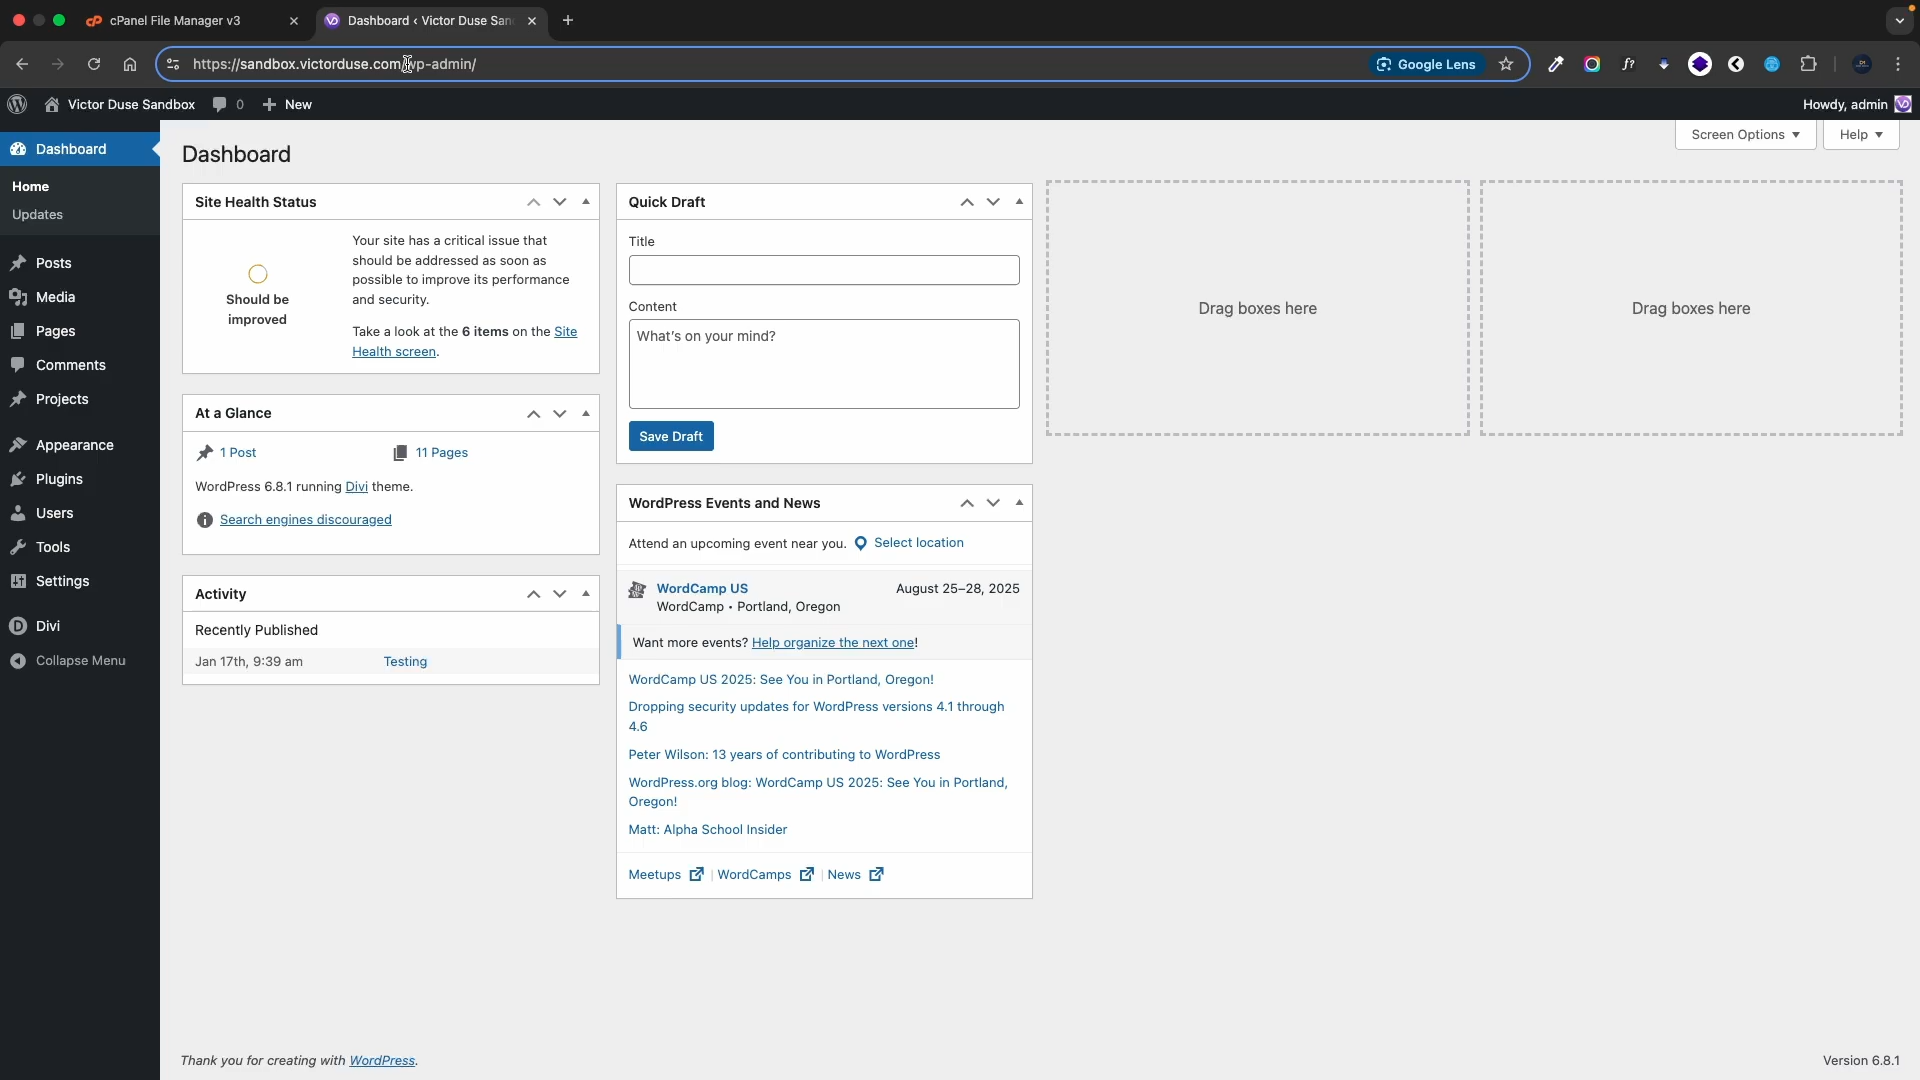 cPanel File Manager v3
Dashboard ‹ Victor Duse San
https://sandbox.victorduse.com/wp-admin/
Google Lens
Victor Duse Sandbox
0
New
Howdy, admin
Dashboard
Home
Updates
Posts
Media
Pages
Comments
Projects
Appearance
Plugins
Users
Tools
Settings
Divi
Collapse Menu
Screen Options
Help
Dashboard
Site Health Status
Should be
improved
Your site has a critical issue that
should be addressed as soon as
possible to improve its performance
and security.
Take a look at the 6 items on the Site
Health screen.
At a Glance
1 Post
11 Pages
WordPress 6.8.1 running Divi theme.
Search engines discouraged
Activity
Recently Published
Jan 17th, 9:39 am
Testing
Quick Draft
Title
Content
What's on your mind?
Save Draft
WordPress Events and News
Attend an upcoming event near you.
Select location
WordCamp US
August 25–28, 2025
WordCamp • Portland, Oregon
Want more events? Help organize the next one!
WordCamp US 2025: See You in Portland, Oregon!
Dropping security updates for WordPress versions 4.1 through
4.6
Peter Wilson: 13 years of contributing to WordPress
WordPress.org blog: WordCamp US 2025: See You in Portland,
Oregon!
Matt: Alpha School Insider
Meetups
WordCamps
News
Drag boxes here
Drag boxes here
Thank you for creating with WordPress.
Version 6.8.1